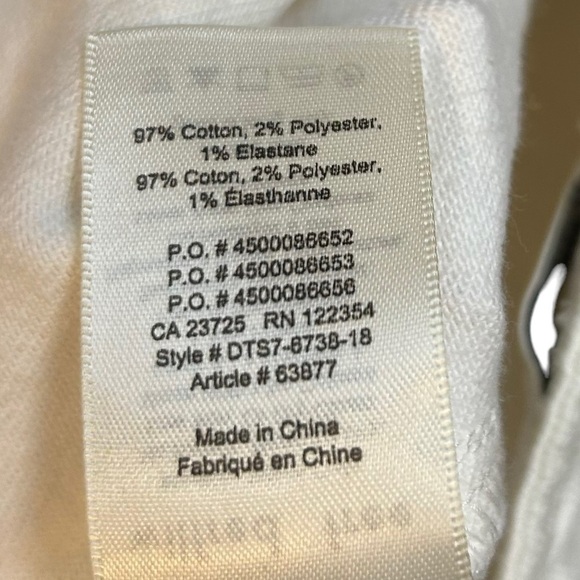 97% Cotton, 2% Polyester,
1% Elastane
97% Coton, 2% Polyester,
1% Élasthanne
P.O. # 4500086652
P.O. # 4500086653
P.O. # 4500086656
CA 23725 RN 122354
Style # DTS7-6738-18
Article # 63877
Made in China
Fabriqué en Chine